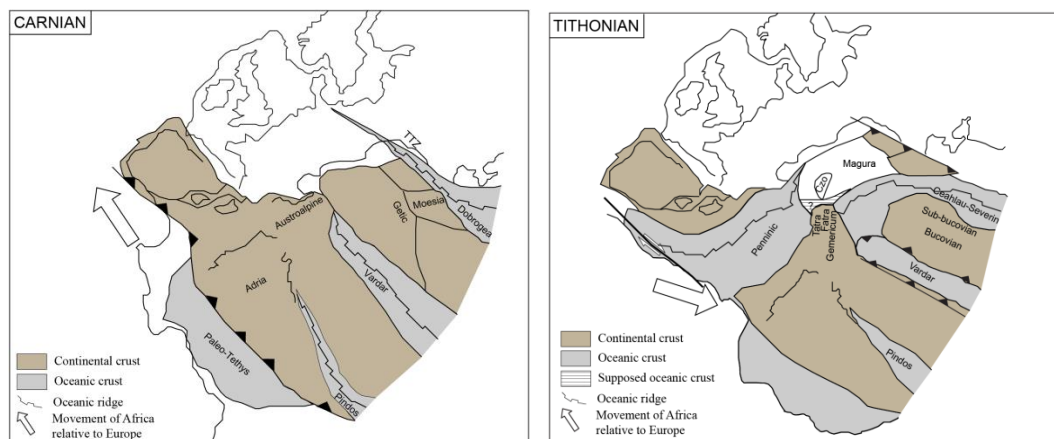 CARNIAN
TTZ
Moesia
Gelic
Dobrogea
Austroalpine
Vardar
Adria
Paleo-Tethys
Pindos
Continental crust
Oceanic crust
Oceanic ridge
Movement of Africa
relative to Europe
TITHONIAN
Magura
Czo
?
Ceahlau-Severin
Tatra
Fatra
Gemericum
Sub-bucovian
Bucovian
Penninic
Vardar
Pindos
Continental crust
Oceanic crust
Supposed oceanic crust
Oceanic ridge
Movement of Africa
relative to Europe